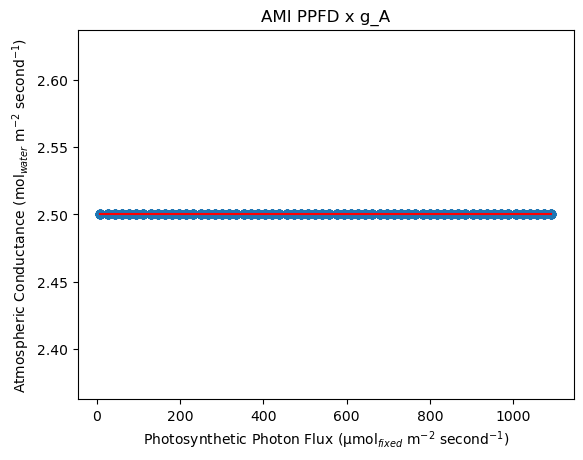 AMI PPFD x g_A
Atmospheric Conductance (mol_water m⁻² second⁻¹)
2.60
2.55
2.50
2.45
2.40
0 200 400 600 800 1000
Photosynthetic Photon Flux (μmol_fixed m⁻² second⁻¹)